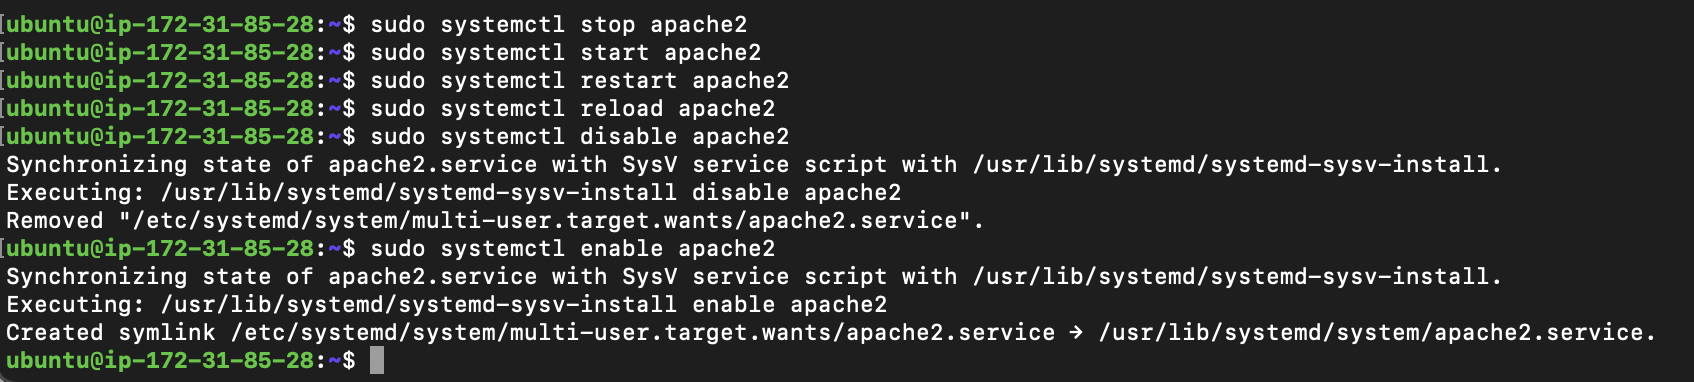 [ubuntu@ip-172-31-85-28:~$ sudo systemctl stop apache2
[ubuntu@ip-172-31-85-28:~$ sudo systemctl start apache2
[ubuntu@ip-172-31-85-28:~$ sudo systemctl restart apache2
[ubuntu@ip-172-31-85-28:~$ sudo systemctl reload apache2
[ubuntu@ip-172-31-85-28:~$ sudo systemctl disable apache2
Synchronizing state of apache2.service with SysV service script with /usr/lib/systemd/systemd-sysv-install.
Executing: /usr/lib/systemd/systemd-sysv-install disable apache2
Removed "/etc/systemd/system/multi-user.target.wants/apache2.service".
[ubuntu@ip-172-31-85-28:~$ sudo systemctl enable apache2
Synchronizing state of apache2.service with SysV service script with /usr/lib/systemd/systemd-sysv-install.
Executing: /usr/lib/systemd/systemd-sysv-install enable apache2
Created symlink /etc/systemd/system/multi-user.target.wants/apache2.service → /usr/lib/systemd/system/apache2.service.
ubuntu@ip-172-31-85-28:~$